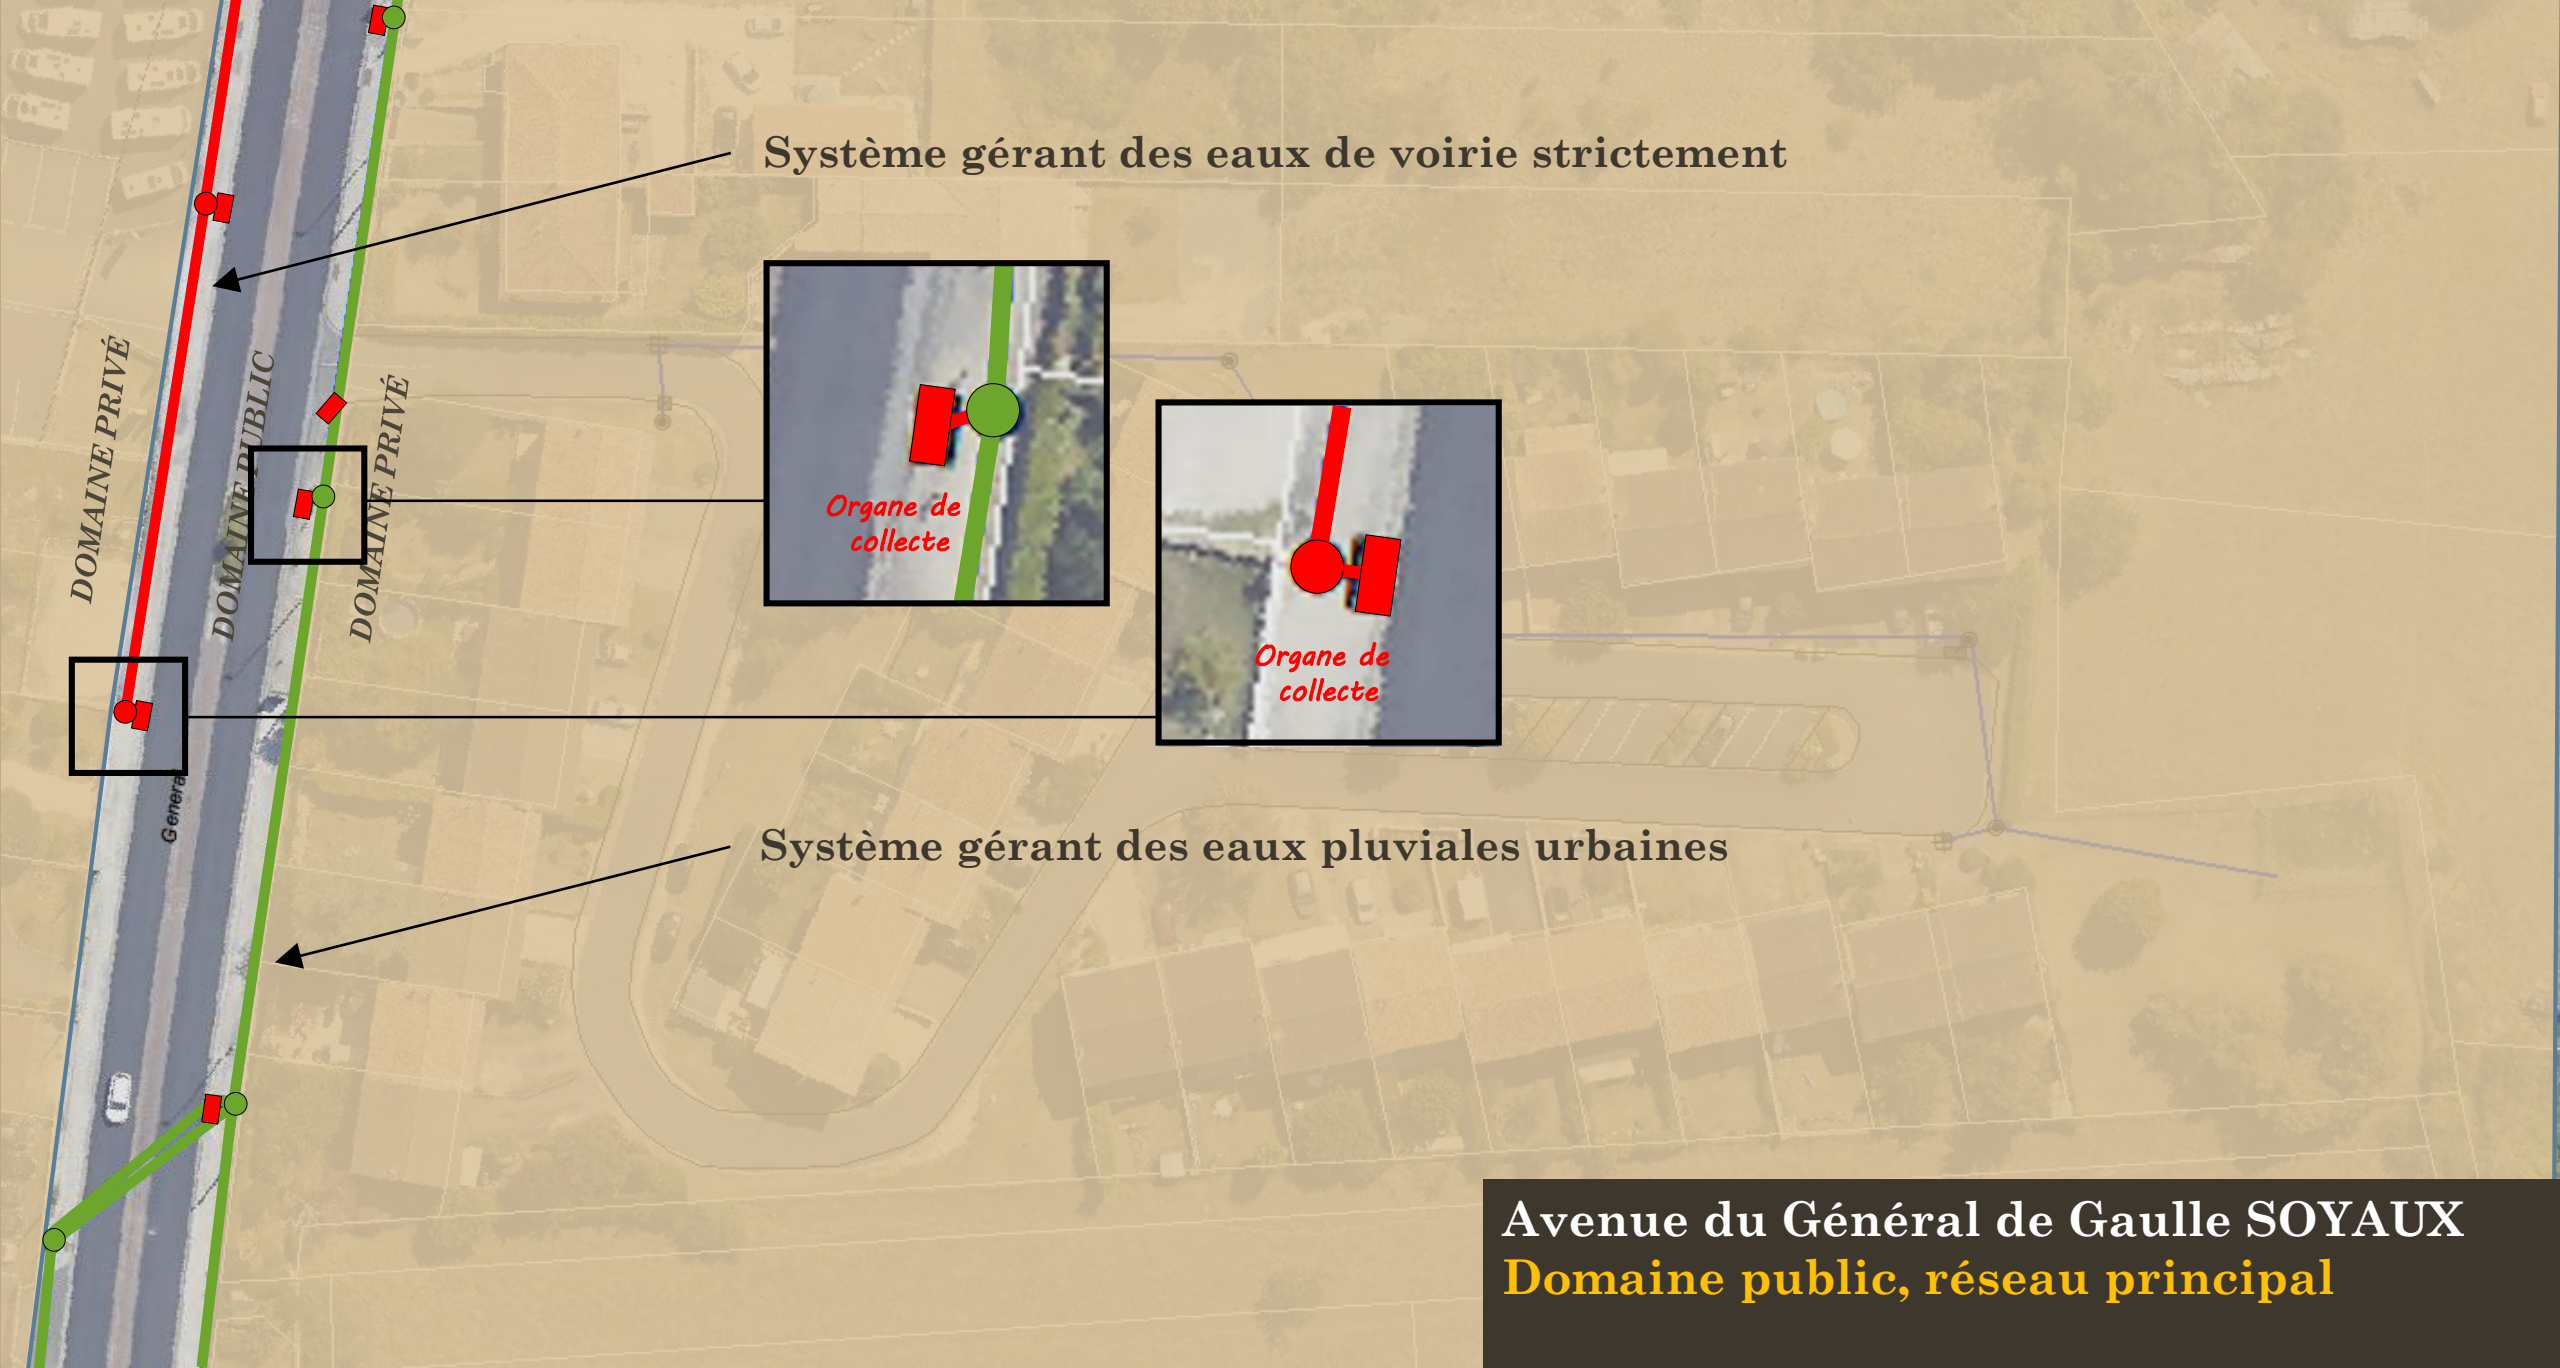 Système gérant des eaux de voirie strictement
DOMAINE PRIVÉ
DOMAINE PUBLIC
DOMAINE PRIVÉ
Organe de
collecte
Organe de
collecte
General
Système gérant des eaux pluviales urbaines
Avenue du Général de Gaulle SOYAUX
Domaine public, réseau principal